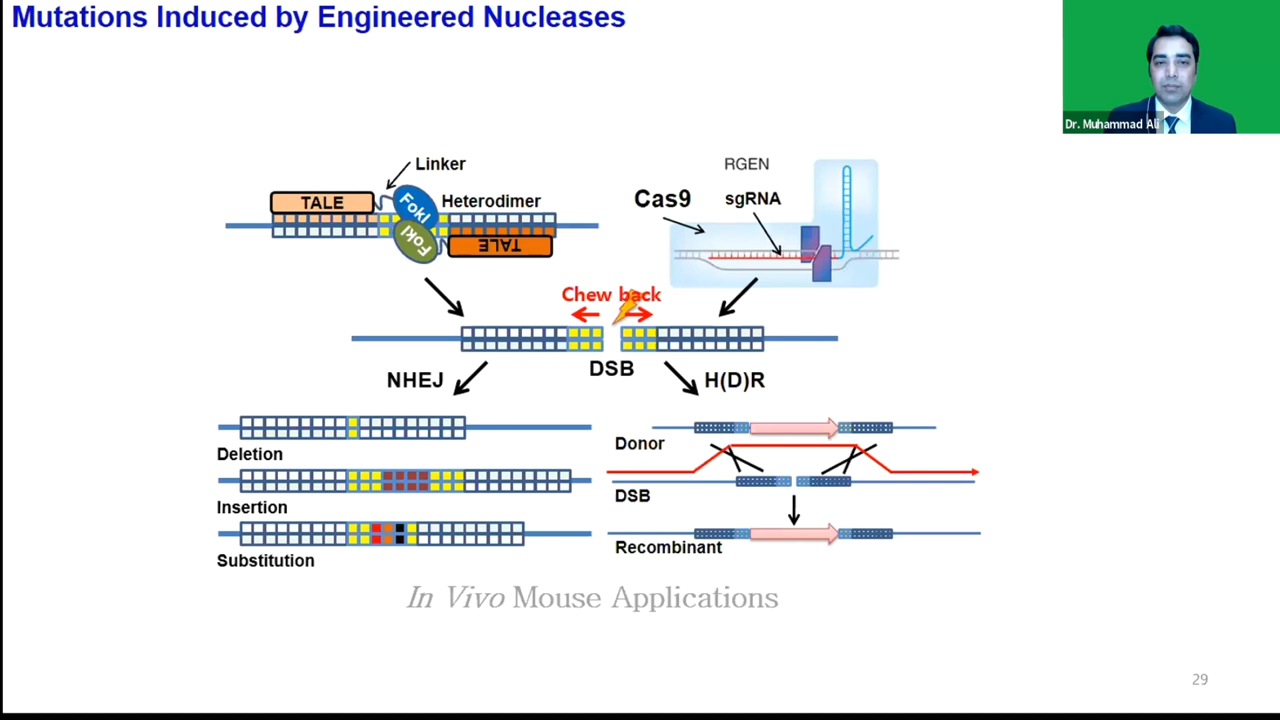 Mutations Induced by Engineered Nucleases
Dr. Muhammad Ali
Linker
TALE
FokI
Heterodimer
FokI
TALE
RGEN
Cas9
sgRNA
Chew back
DSB
NHEJ
H(D)R
Deletion
Insertion
Substitution
Donor
DSB
Recombinant
In Vivo Mouse Applications
29